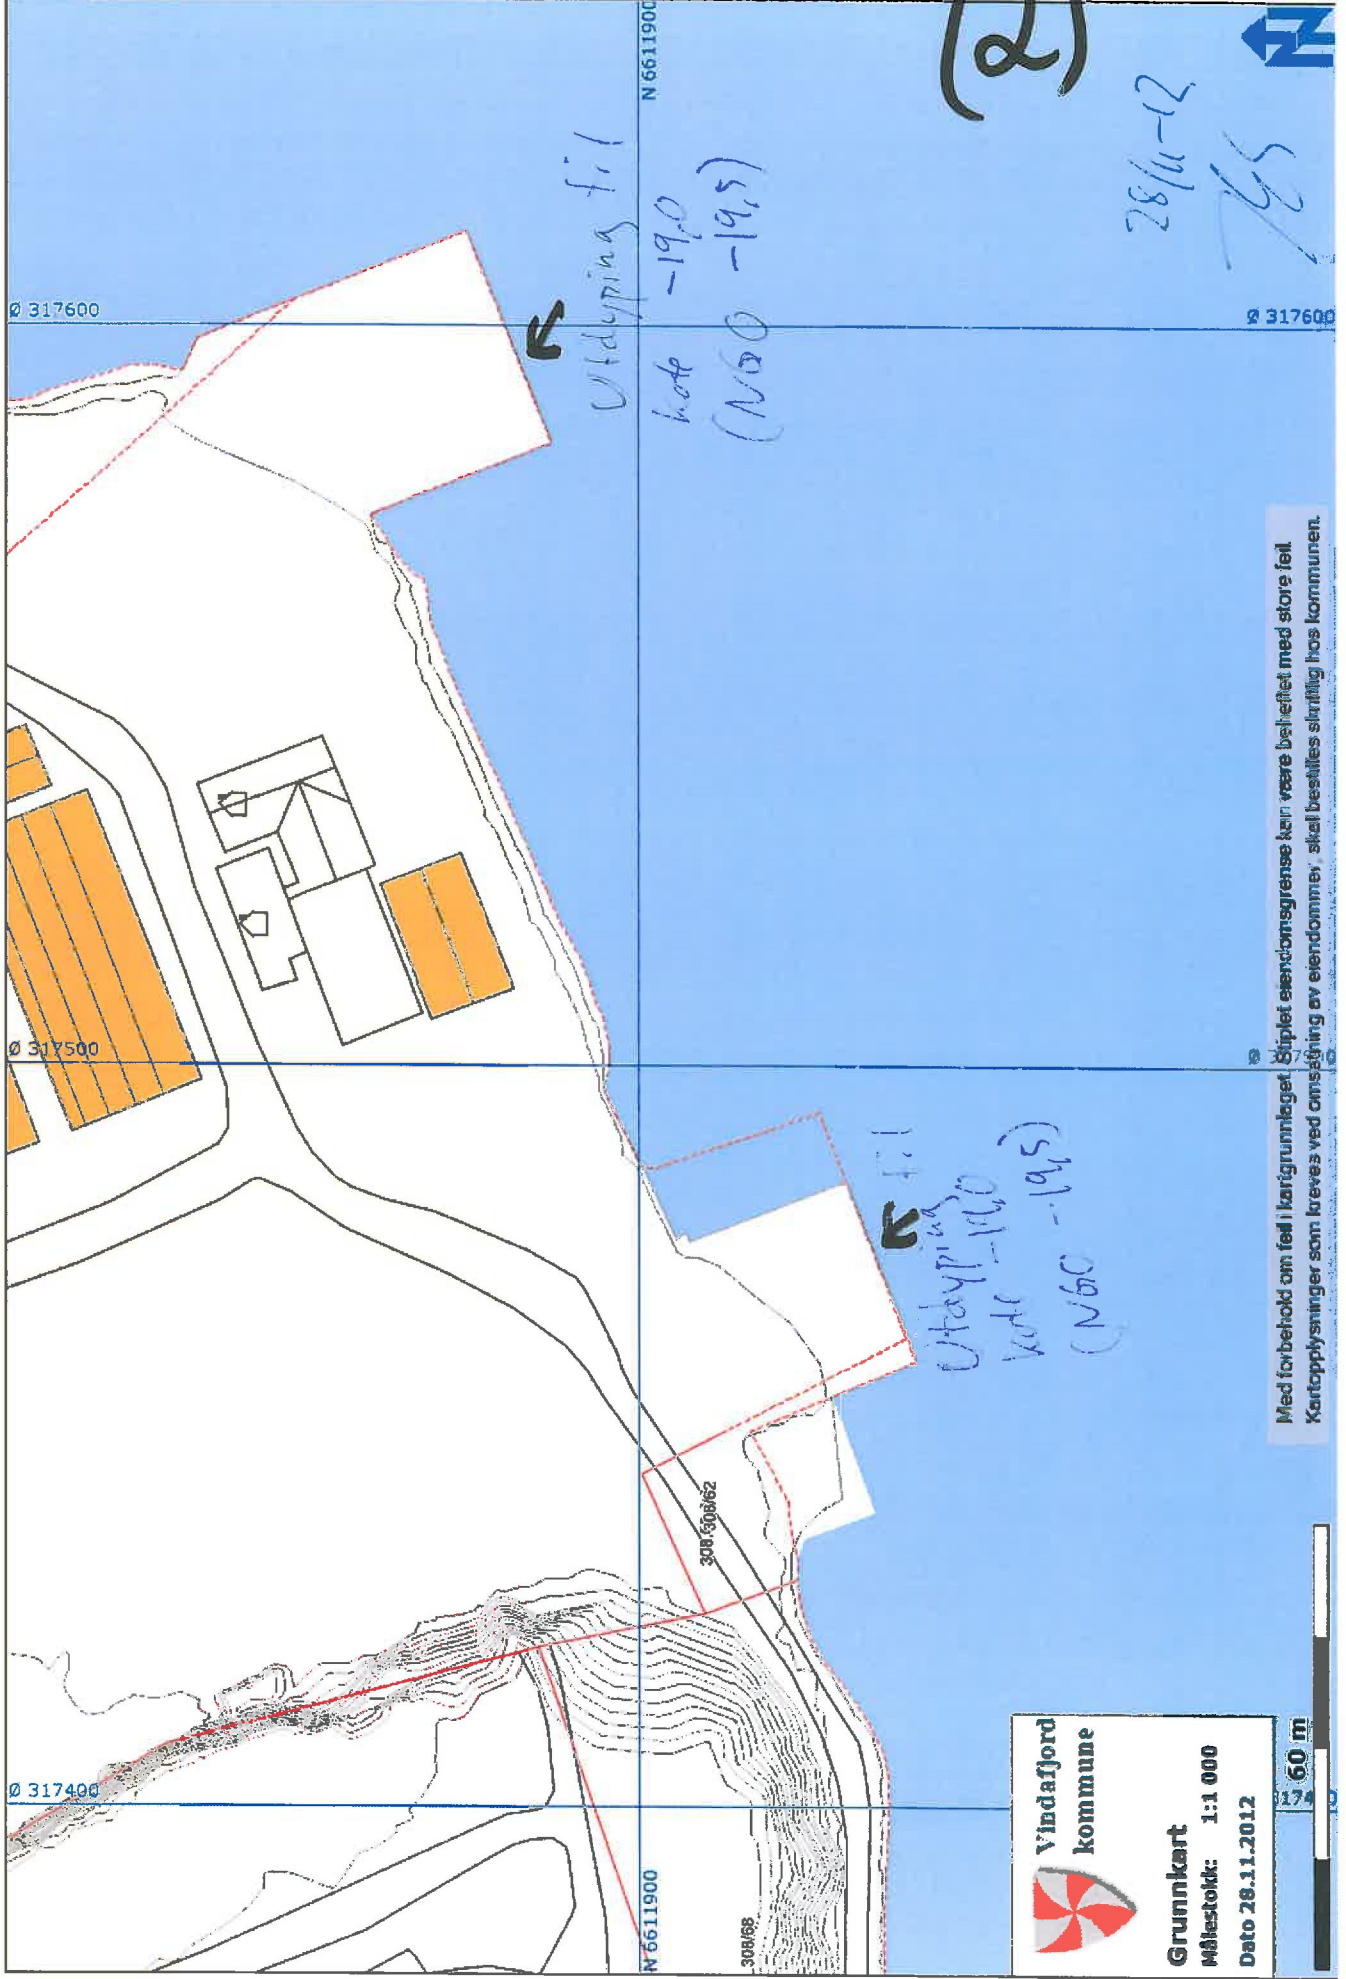 (2)
28/11-12
N 6611900
Ø 317600
Ø 317600
Utdyping til
kote -19,0
(NGO -19,5)
Ø 317500
Utdyping til
kote -19,0
(NGO -19,5)
308/62
Ø 317400
N 6611900
308/68
Med forbehold om feil i kartgrunnlaget. Stiplet eiendomsgrense kan være beheftet med store feil.
Kartopplysninger som kreves ved omsetning av eiendommer, skal bestilles skriftlig hos kommunen.
Vindafjord
kommune
Grunnkart
Målestokk: 1:1 000
Dato 28.11.2012
60 m